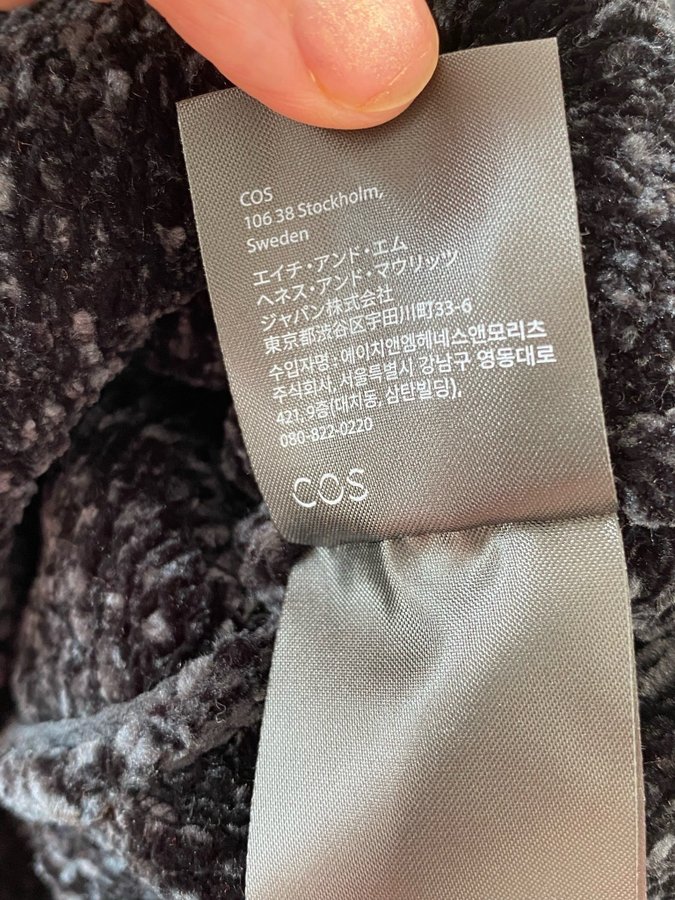 COS
106 38 Stockholm,
Sweden
エイチ・アンド・エム
ヘネス・アンド・マウリッツ
ジャパン株式会社
東京都渋谷区宇田川町33-6
수입자명 · 에이치앤엠헤네스앤모리츠
주식회사, 서울특별시 강남구 영동대로
421, 9층(대치동, 삼탄빌딩),
080-822-0220
COS